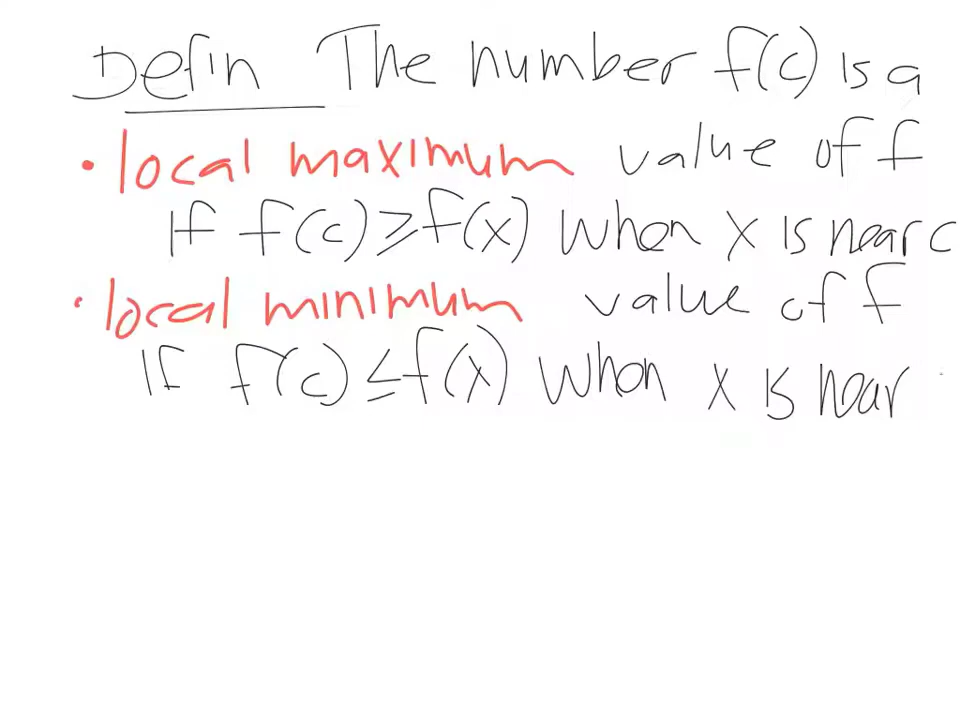 Defin The number f(c) is a
• local maximum value of f
If f(c) ≥ f(x) when x is near c
• local minimum value of f
If f(c) ≤ f(x) when x is near